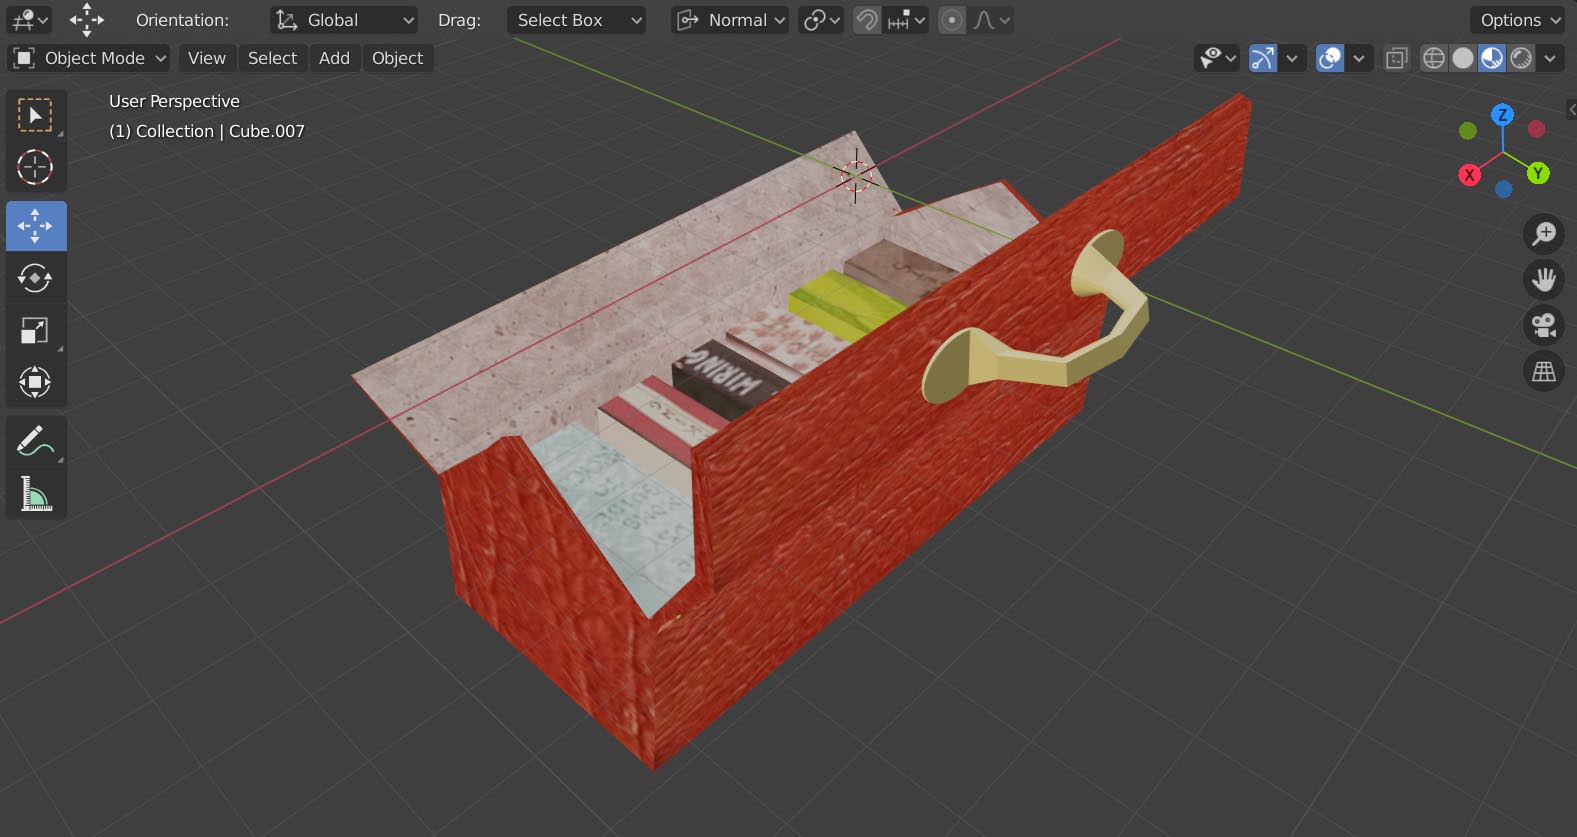 Orientation: Global Drag: Select Box Normal Options
Object Mode View Select Add Object
User Perspective
(1) Collection | Cube.007
Z
X
Y
WIRING